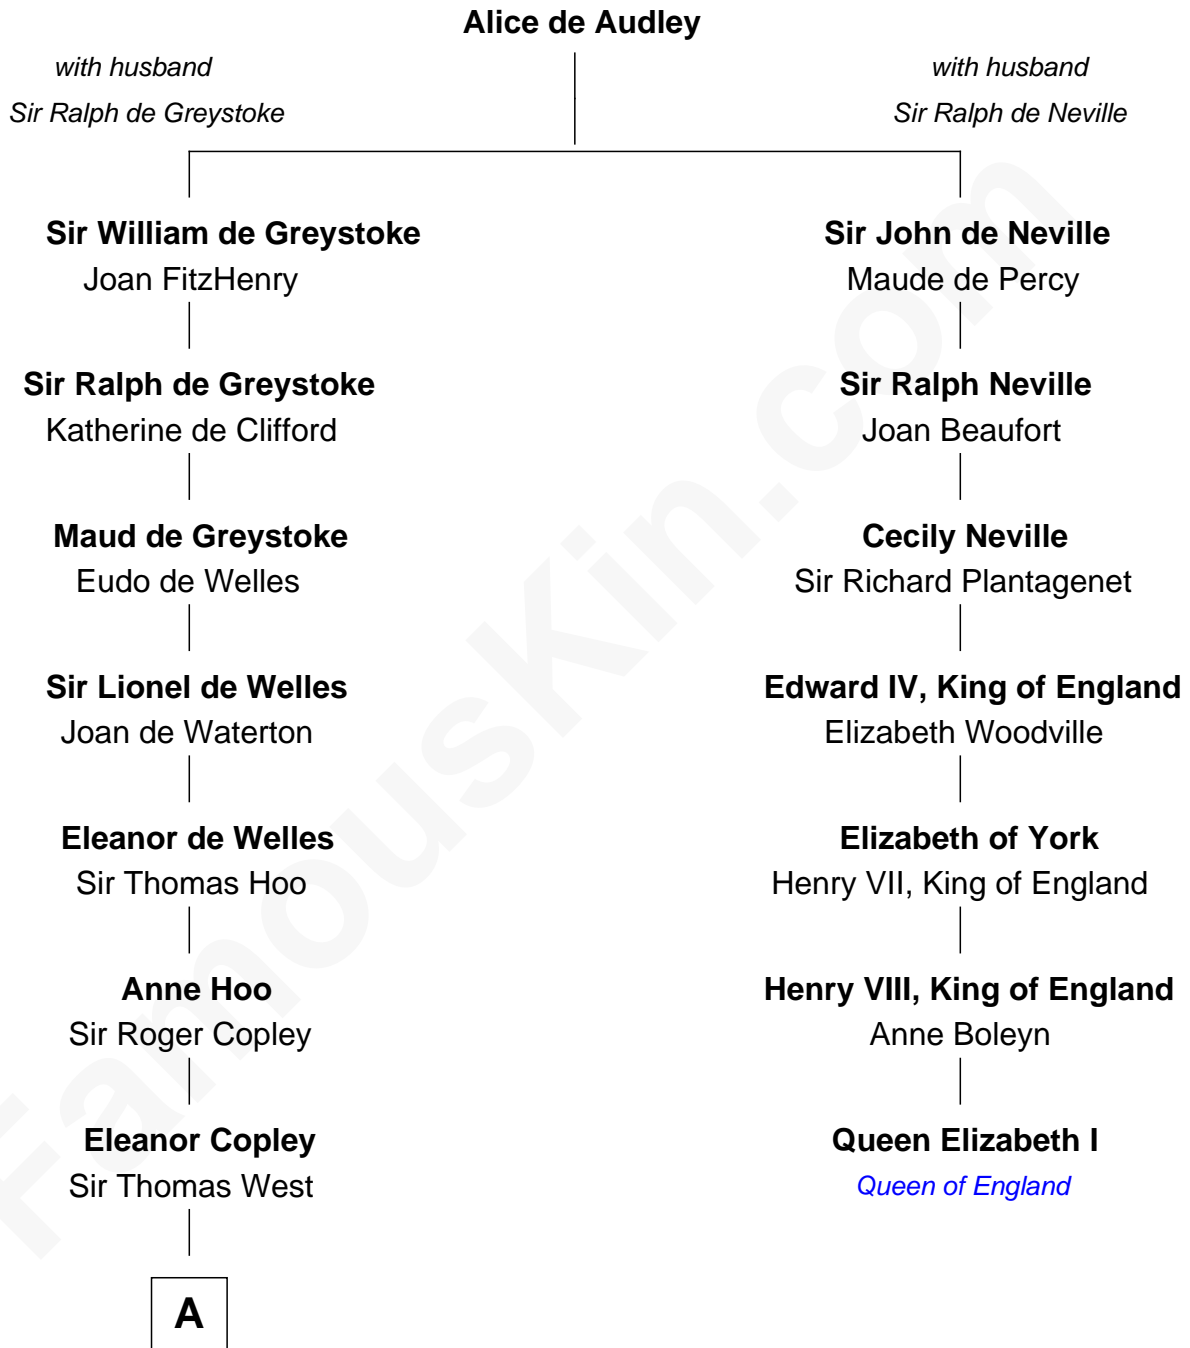 Alice de Audley
with husband
Sir Ralph de Greystoke
with husband
Sir Ralph de Neville
Sir William de Greystoke
Joan FitzHenry
Sir Ralph de Greystoke
Katherine de Clifford
Maud de Greystoke
Eudo de Welles
Sir Lionel de Welles
Joan de Waterton
Eleanor de Welles
Sir Thomas Hoo
Anne Hoo
Sir Roger Copley
Eleanor Copley
Sir Thomas West
A
Sir John de Neville
Maude de Percy
Sir Ralph Neville
Joan Beaufort
Cecily Neville
Sir Richard Plantagenet
Edward IV, King of England
Elizabeth Woodville
Elizabeth of York
Henry VII, King of England
Henry VIII, King of England
Anne Boleyn
Queen Elizabeth I
Queen of England
FamousKin.com